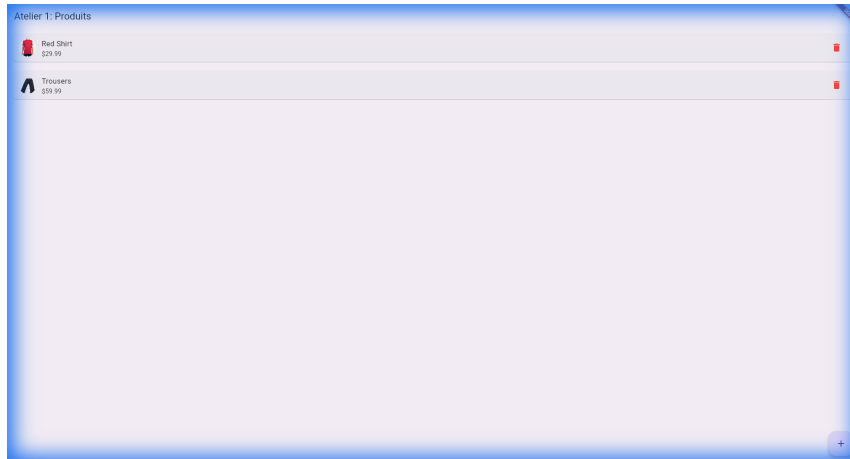 Atelier 1: Produits
Red Shirt
$29.99
Trousers
$59.99
+